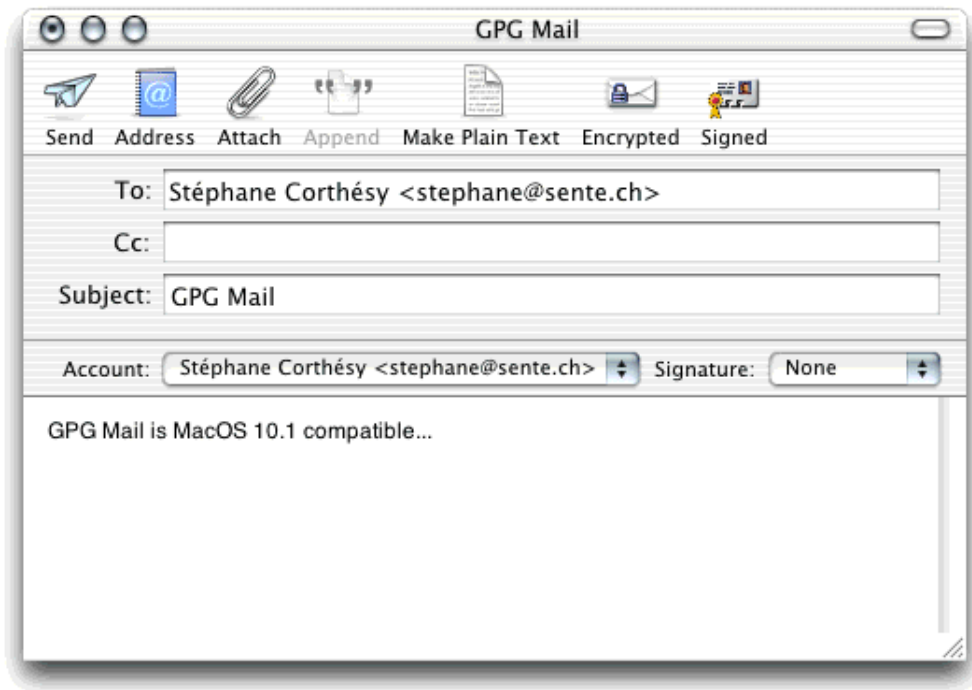 GPG Mail
Send Address Attach Append Make Plain Text Encrypted Signed
To: Stéphane Corthésy <stephane@sente.ch>
Cc:
Subject: GPG Mail
Account: Stéphane Corthésy <stephane@sente.ch> Signature: None
GPG Mail is MacOS 10.1 compatible...